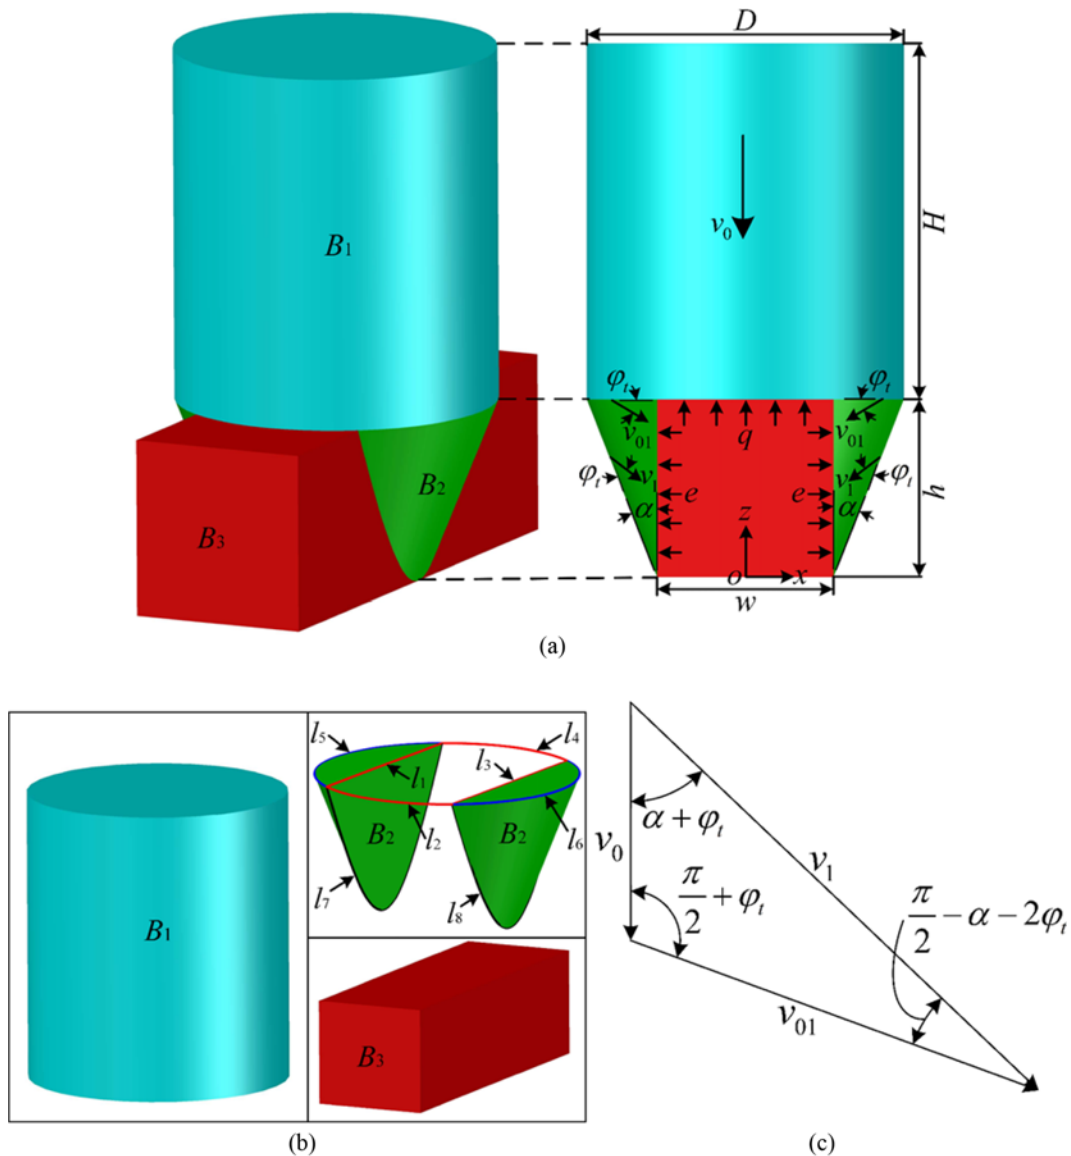 D
B1
v0
H
φt φt
v01 q v01
φt v1 v1 φt
B2
e e
h
α α
B3
z
o x
w
(a)
l5 l4
l3
l1
B2 l2 B2 l6
l7 l8
B1
B3
(b)
α + φt
v0 v1
π/2 + φt
π/2 − α − 2φt
v01
(c)